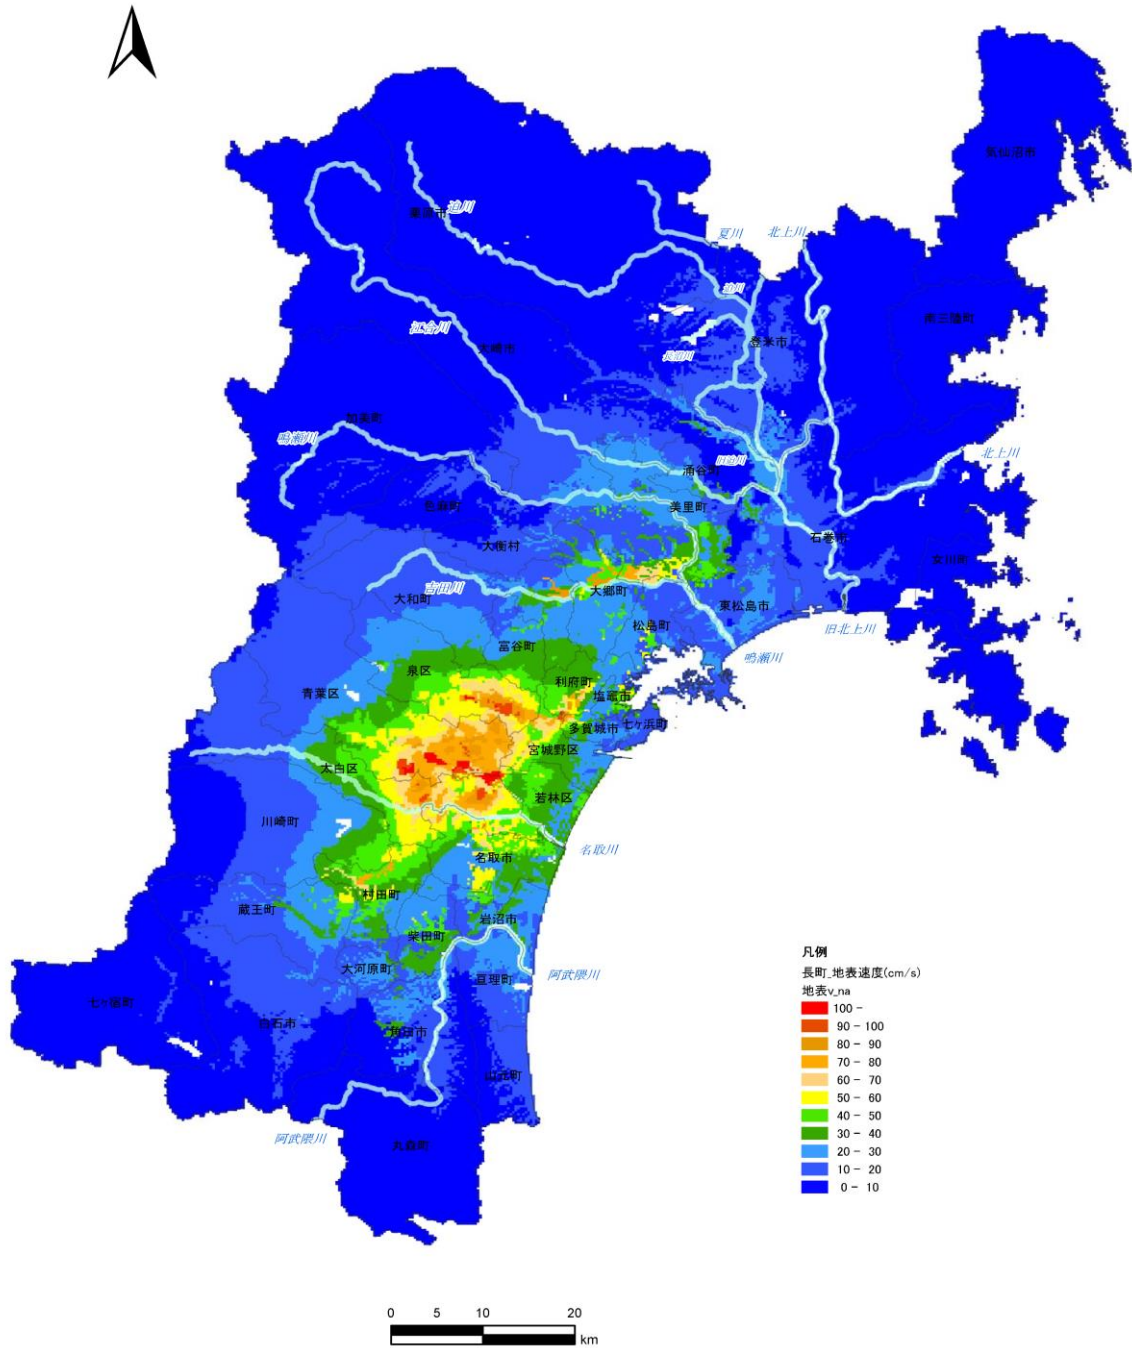 気仙沼市
栗原市
迫川
夏川
北上川
迫川
南三陸町
江合川
大崎市
登米市
長沼川
加美町
鳴瀬川
旧迫川
涌谷町
北上川
色麻町
美里町
大衡村
石巻市
女川町
吉田川
大和町
大郷町
東松島市
松島町
旧北上川
富谷町
鳴瀬川
泉区
利府町
青葉区
塩竈市
多賀城市
七ヶ浜町
宮城野区
太白区
若林区
川崎町
名取川
名取市
村田町
蔵王町
岩沼市
柴田町
大河原町
阿武隈川
亘理町
七ヶ宿町
白石市
角田市
山元町
阿武隈川
丸森町
凡例
長町_地表速度(cm/s)
地表v_na
100 -
90 - 100
80 - 90
70 - 80
60 - 70
50 - 60
40 - 50
30 - 40
20 - 30
10 - 20
0 - 10
0 5 10 20
km